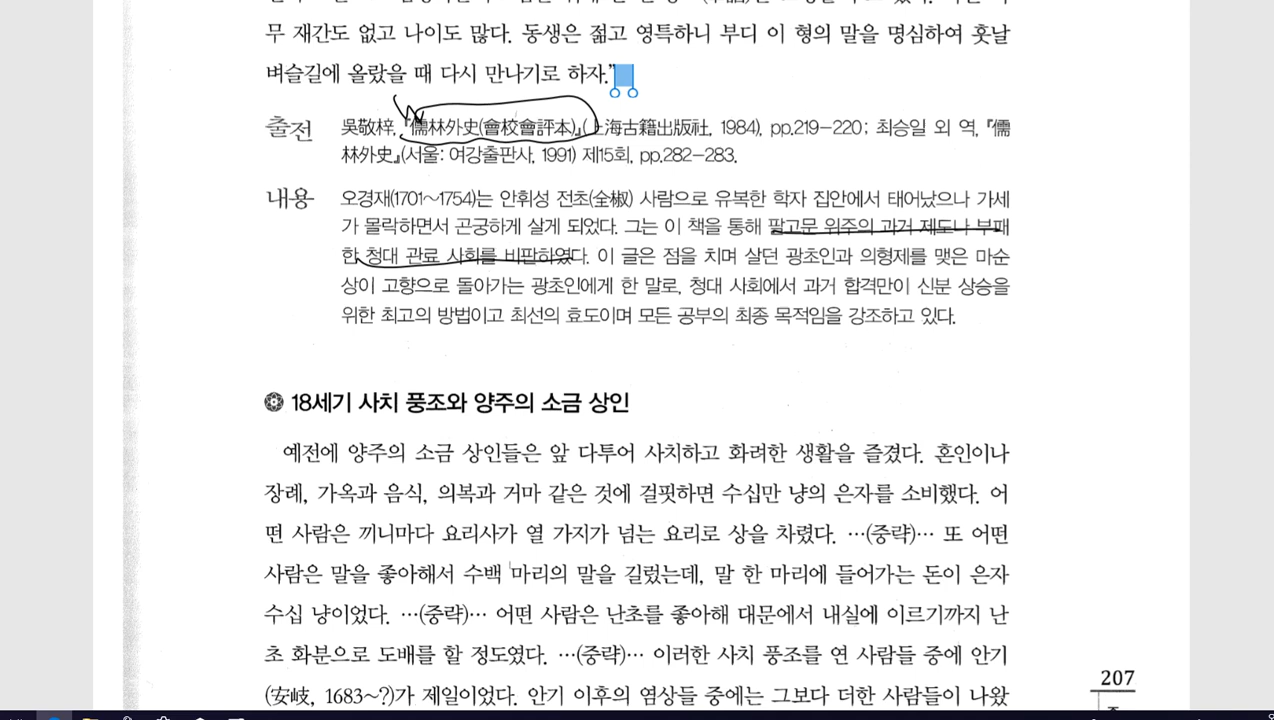 무 재간도 없고 나이도 많다. 동생은 젊고 영특하니 부디 이 형의 말을 명심하여 훗날
벼슬길에 올랐을 때 다시 만나기로 하자.”
출전 吳敬梓, 『儒林外史(會校會評本)』(上海古籍出版社, 1984), pp.219-220; 최승일 외 역, 『儒
林外史』(서울: 여강출판사, 1991) 제15회, pp.282-283.
내용 오경재(1701~1754)는 안휘성 전초(全椒) 사람으로 유복한 학자 집안에서 태어났으나 가세
가 몰락하면서 곤궁하게 살게 되었다. 그는 이 책을 통해 팔고문 위주의 과거 제도나 부패
한 청대 관료 사회를 비판하였다. 이 글은 점을 치며 살던 광초인과 의형제를 맺은 마순
상이 고향으로 돌아가는 광초인에게 한 말로, 청대 사회에서 과거 합격만이 신분 상승을
위한 최고의 방법이고 최선의 효도이며 모든 공부의 최종 목적임을 강조하고 있다.
18세기 사치 풍조와 양주의 소금 상인
예전에 양주의 소금 상인들은 앞 다투어 사치하고 화려한 생활을 즐겼다. 혼인이나
장례, 가옥과 음식, 의복과 거마 같은 것에 걸핏하면 수십만 냥의 은자를 소비했다. 어
떤 사람은 끼니마다 요리사가 열 가지가 넘는 요리로 상을 차렸다. …(중략)… 또 어떤
사람은 말을 좋아해서 수백 마리의 말을 길렀는데, 말 한 마리에 들어가는 돈이 은자
수십 냥이었다. …(중략)… 어떤 사람은 난초를 좋아해 대문에서 내실에 이르기까지 난
초 화분으로 도배를 할 정도였다. …(중략)… 이러한 사치 풍조를 연 사람들 중에 안기
(安岐, 1683~?)가 제일이었다. 안기 이후의 염상들 중에는 그보다 더한 사람들이 나왔
207